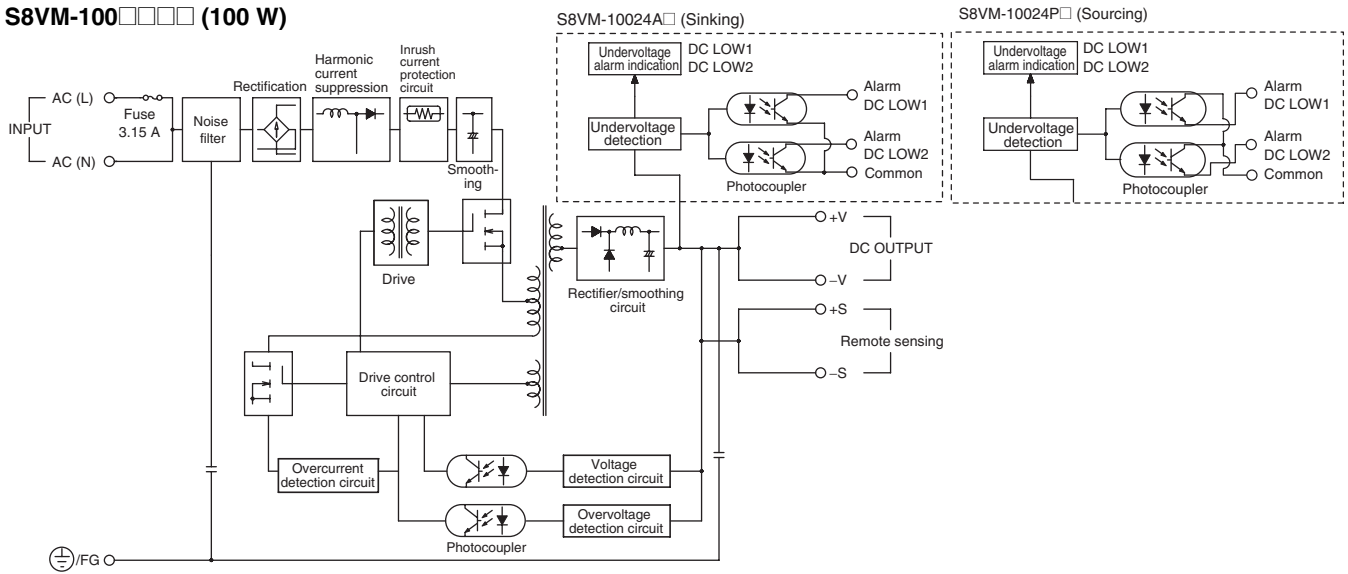 S8VM-100□□□□ (100 W)
S8VM-10024A□ (Sinking)
S8VM-10024P□ (Sourcing)
INPUT
AC (L)
AC (N)
Fuse
3.15 A
Noise
filter
Rectification
Harmonic
current
suppression
Inrush
current
protection
circuit
Smooth-
ing
Undervoltage
alarm indication
DC LOW1
DC LOW2
Undervoltage
detection
Photocoupler
Alarm
DC LOW1
Alarm
DC LOW2
Common
Undervoltage
alarm indication
DC LOW1
DC LOW2
Undervoltage
detection
Photocoupler
Alarm
DC LOW1
Alarm
DC LOW2
Common
Drive
Rectifier/smoothing
circuit
+V
DC OUTPUT
−V
+S
Remote sensing
−S
Drive control
circuit
Overcurrent
detection circuit
Voltage
detection circuit
Overvoltage
detection circuit
Photocoupler
/FG